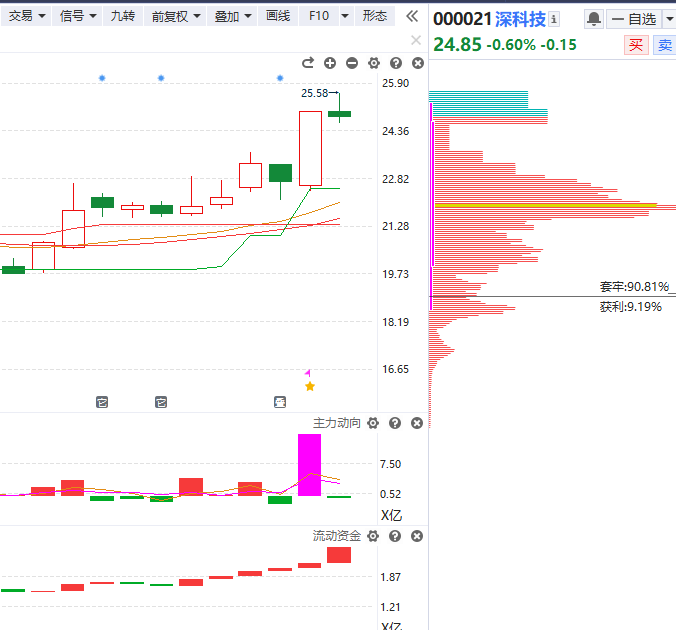 交易 信号 九转 前复权 叠加 画线 F10 形态
000021 深科技
自选
24.85 -0.60% -0.15
买 卖
25.90
25.58
24.36
22.82
21.28
19.73
套牢:90.81%
获利:9.19%
18.19
16.65
主力动向
7.50
0.52
X亿
流动资金
1.87
1.21
X亿